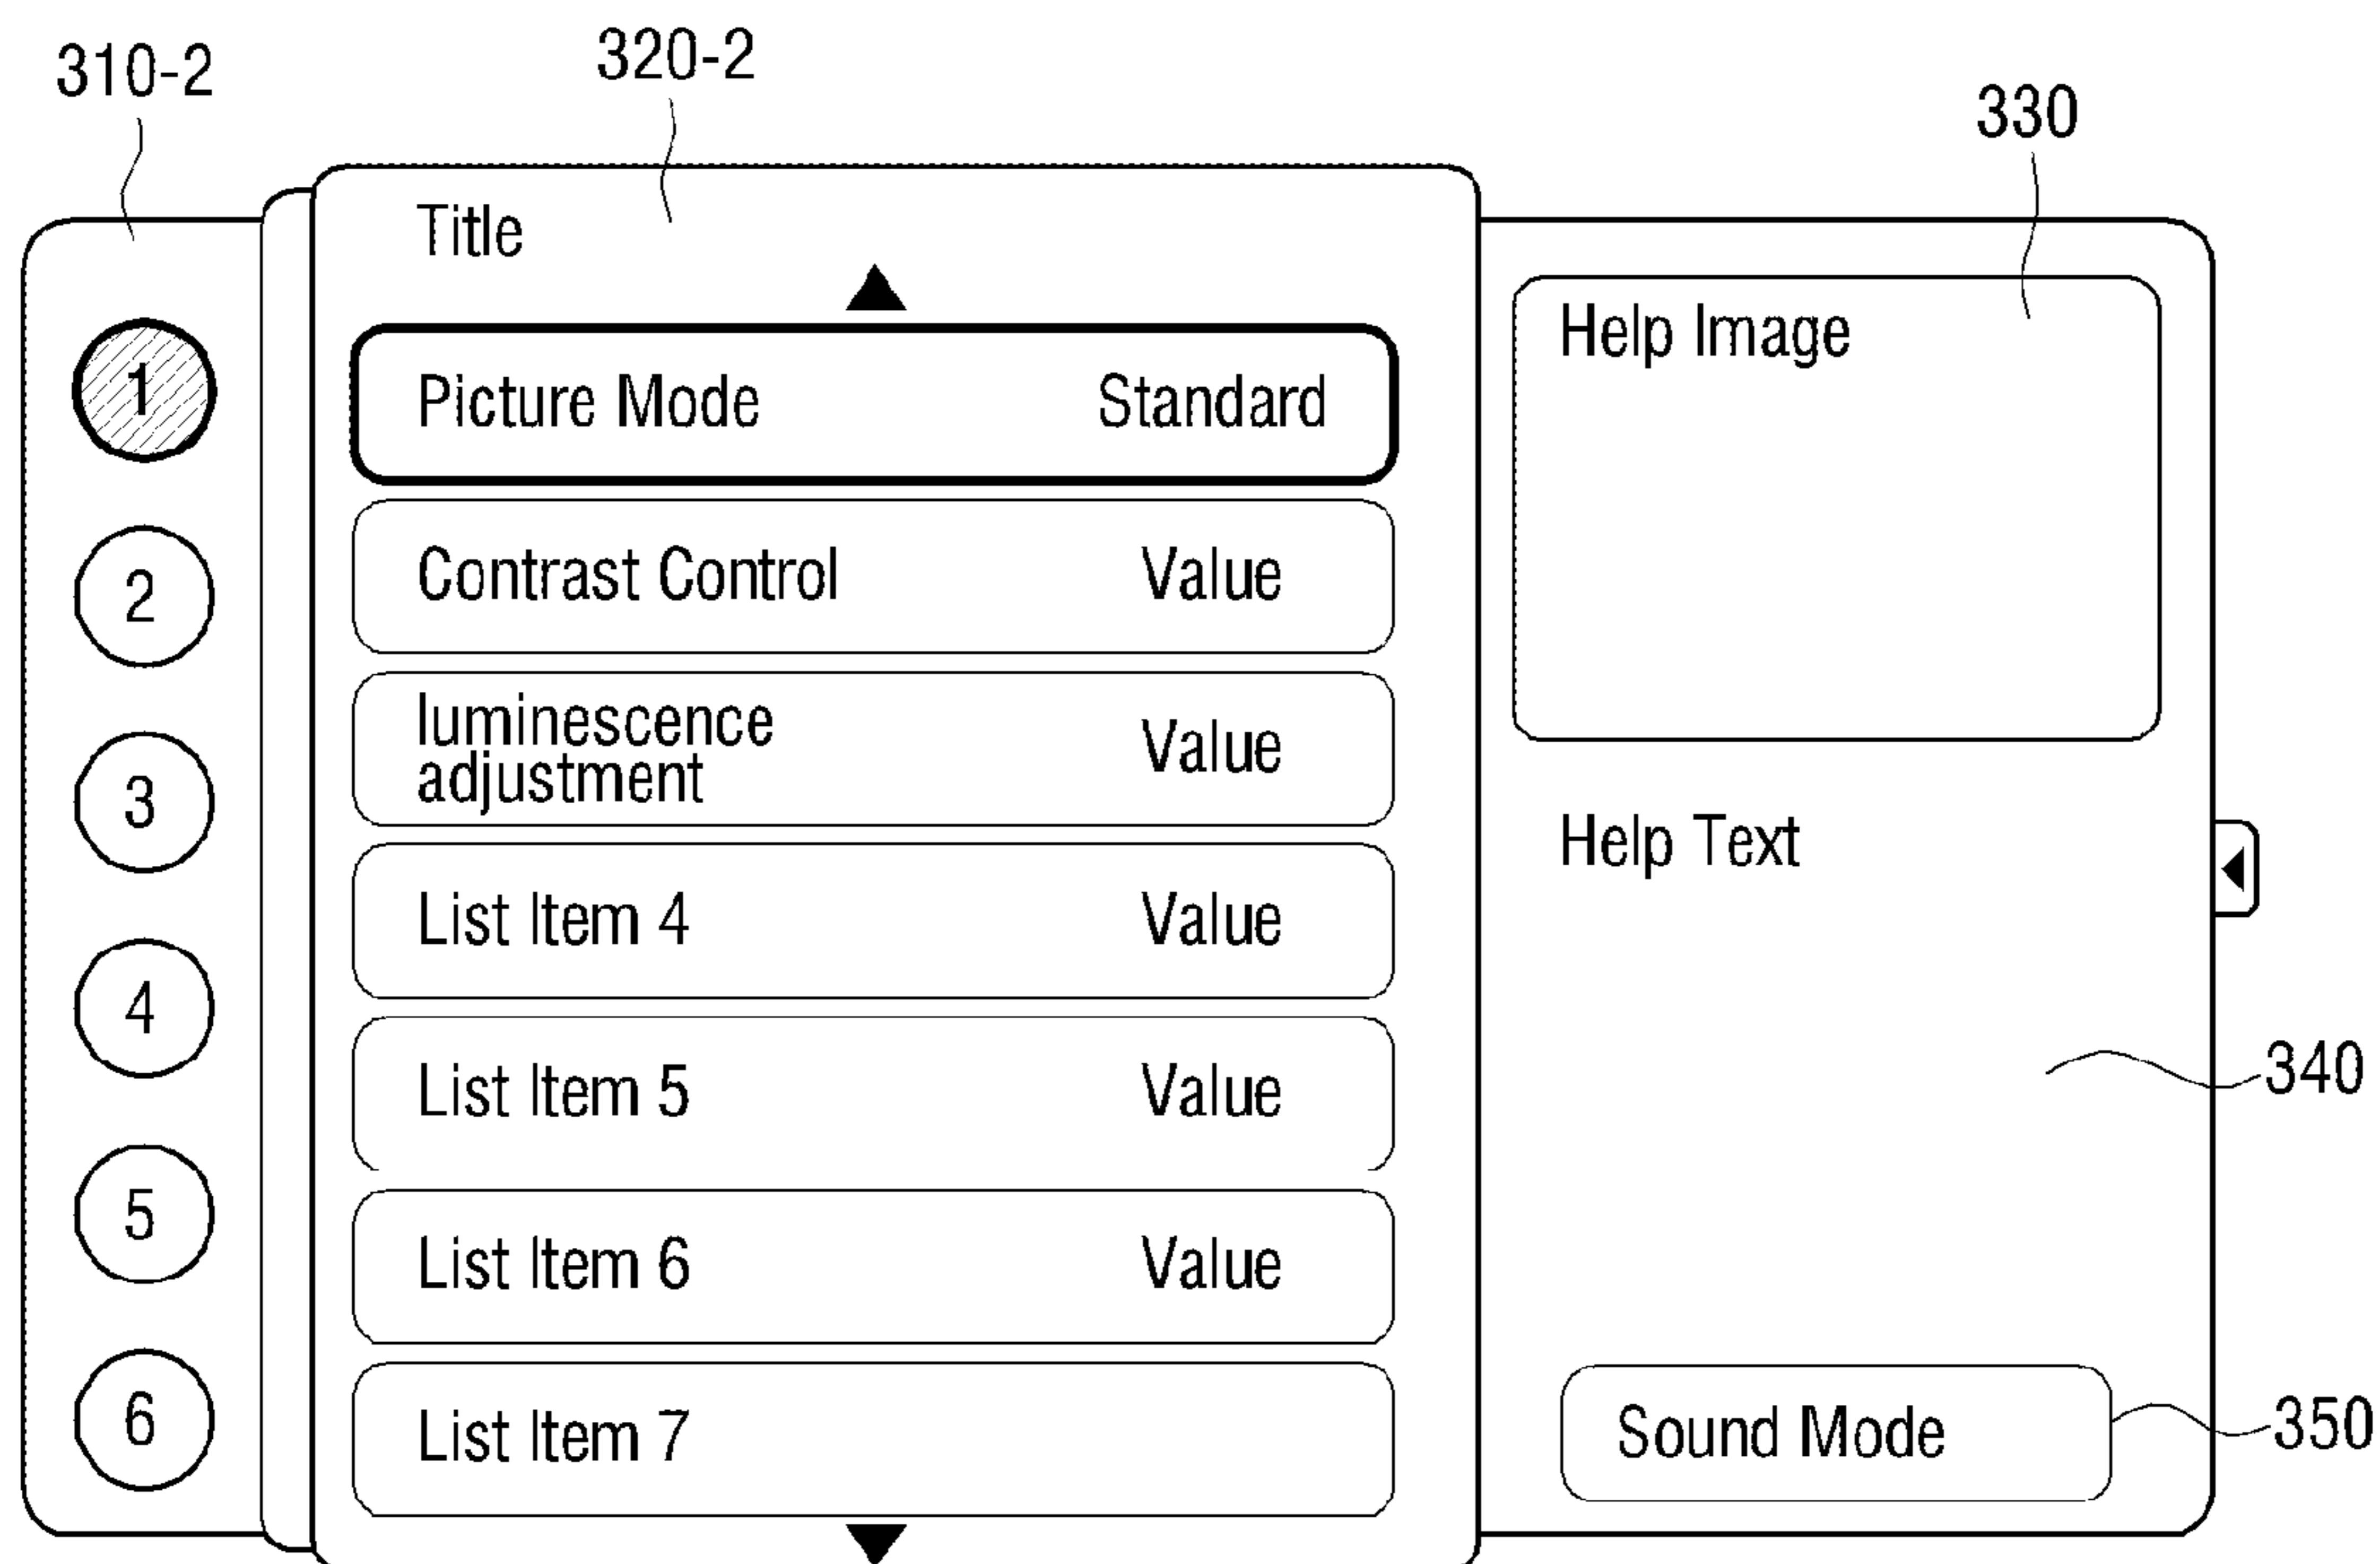 310-2
320-2
330
Title
1
2
3
4
5
6
Picture Mode Standard
Contrast Control Value
luminescence
adjustment
Value
List Item 4 Value
List Item 5 Value
List Item 6 Value
List Item 7
Help Image
Help Text
340
Sound Mode
350